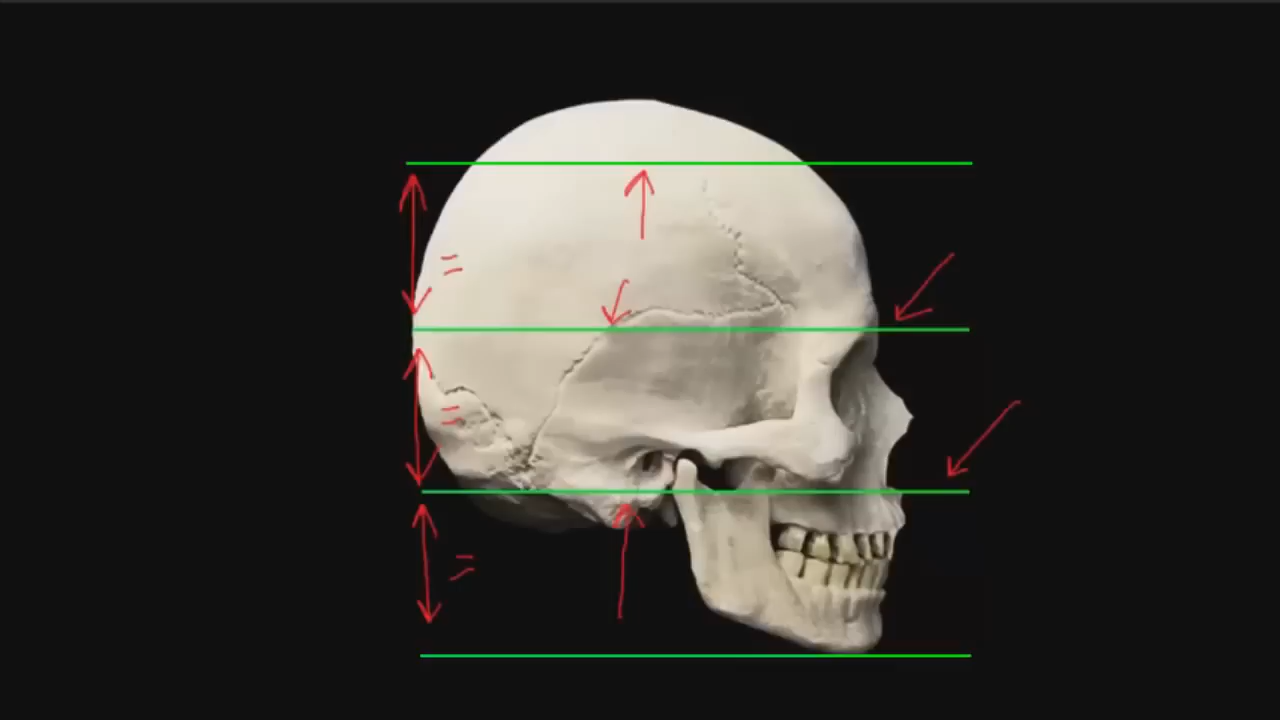 =
=
=